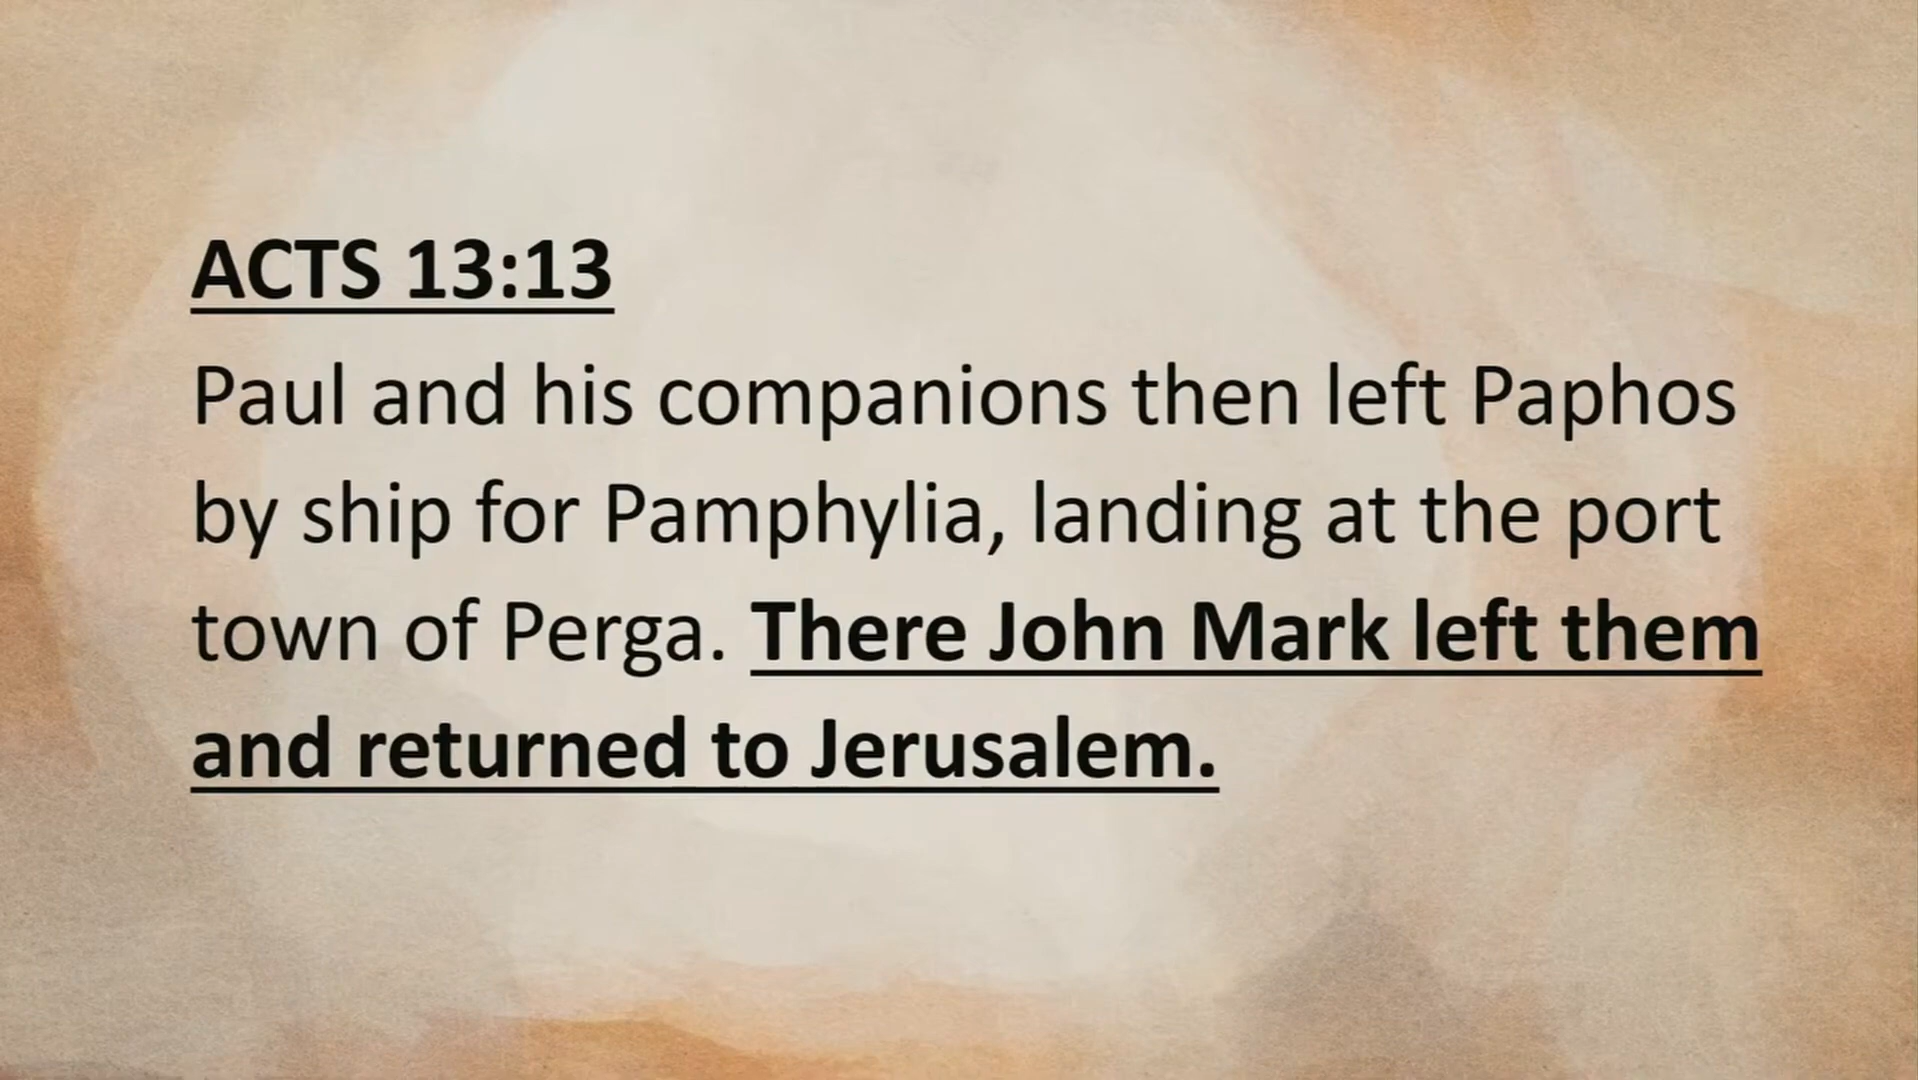 ACTS 13:13
Paul and his companions then left Paphos
by ship for Pamphylia, landing at the port
town of Perga. There John Mark left them
and returned to Jerusalem.